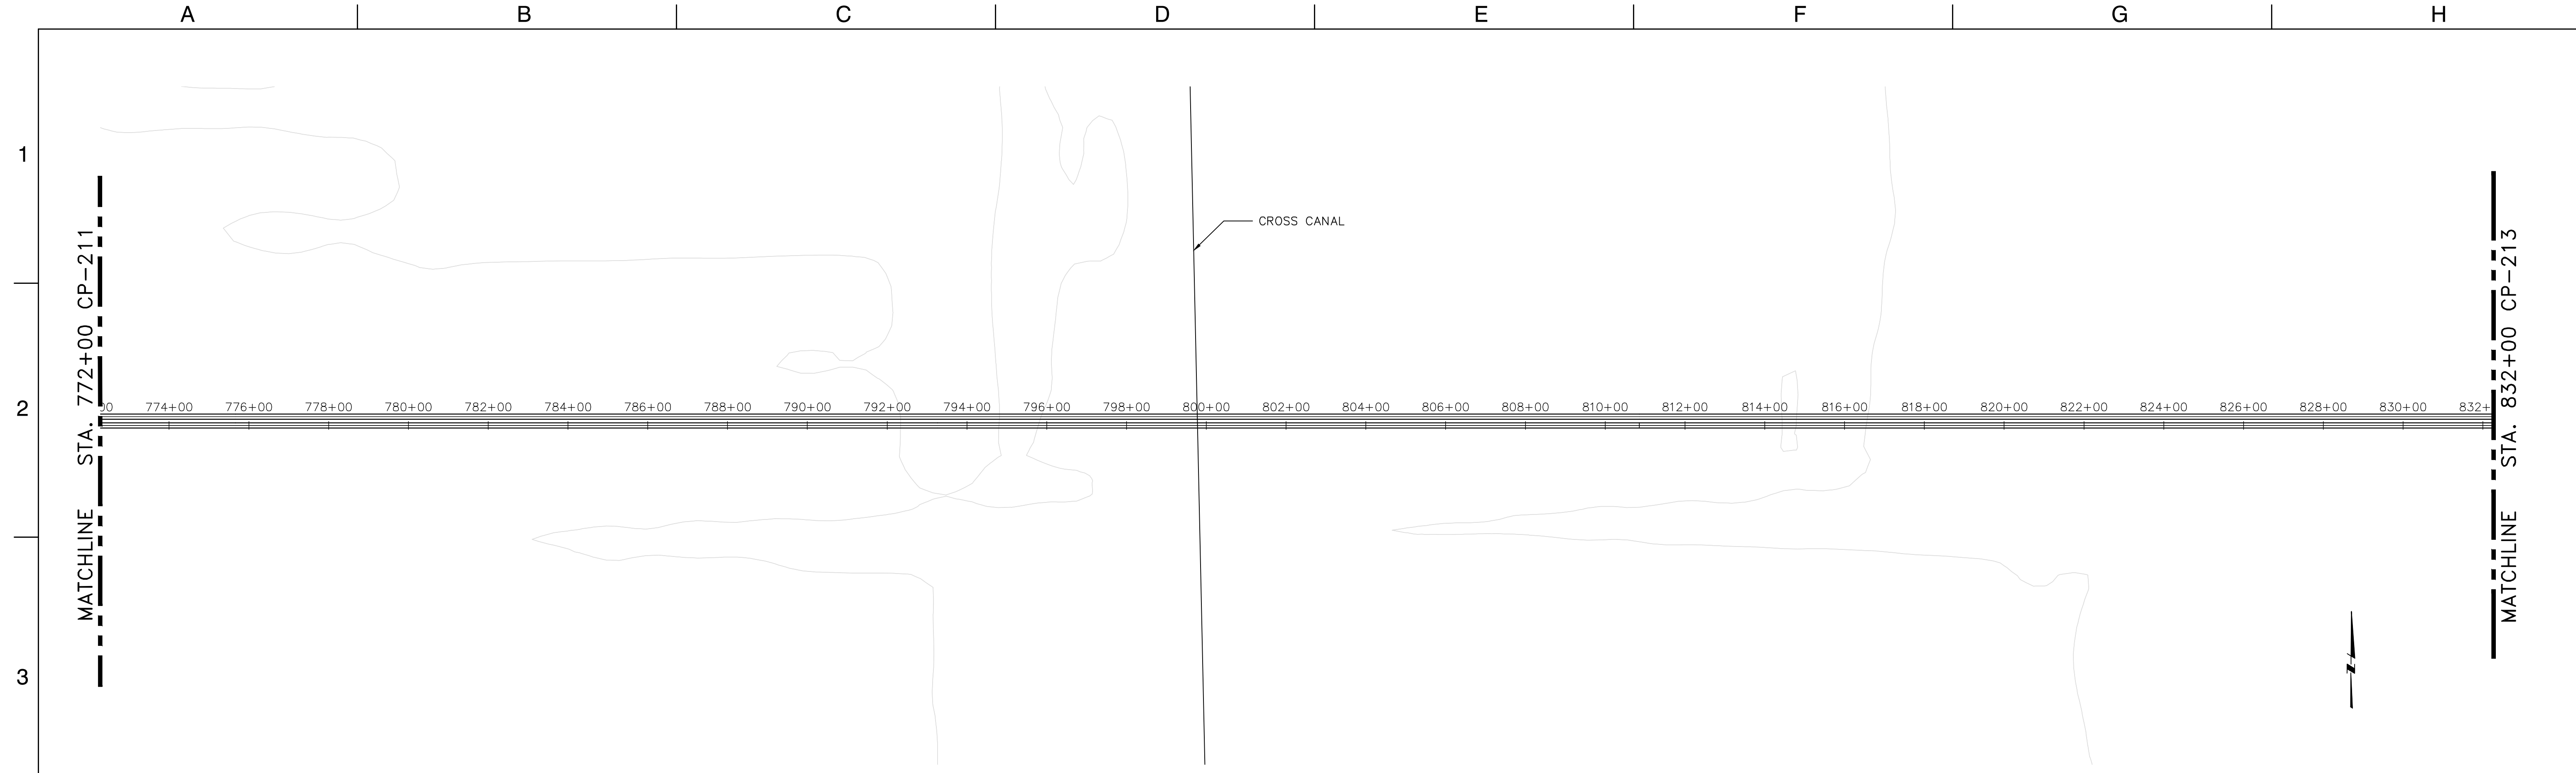 A B C D E F G H
1
CROSS CANAL
MATCHLINE STA. 772+00 CP-211
MATCHLINE STA. 832+00 CP-213
2
774+00 776+00 778+00 780+00 782+00 784+00 786+00 788+00 790+00 792+00 794+00 796+00 798+00 800+00 802+00 804+00 806+00 808+00 810+00 812+00 814+00 816+00 818+00 820+00 822+00 824+00 826+00 828+00 830+00 832+
3
N